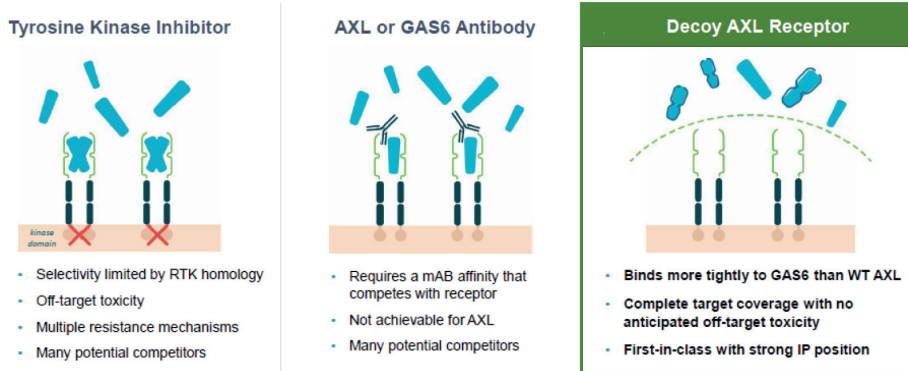 Tyrosine Kinase Inhibitor
kinase
domain
• Selectivity limited by RTK homology
• Off-target toxicity
• Multiple resistance mechanisms
• Many potential competitors
AXL or GAS6 Antibody
• Requires a mAB affinity that
competes with receptor
• Not achievable for AXL
• Many potential competitors
Decoy AXL Receptor
• Binds more tightly to GAS6 than WT AXL
• Complete target coverage with no
anticipated off-target toxicity
• First-in-class with strong IP position